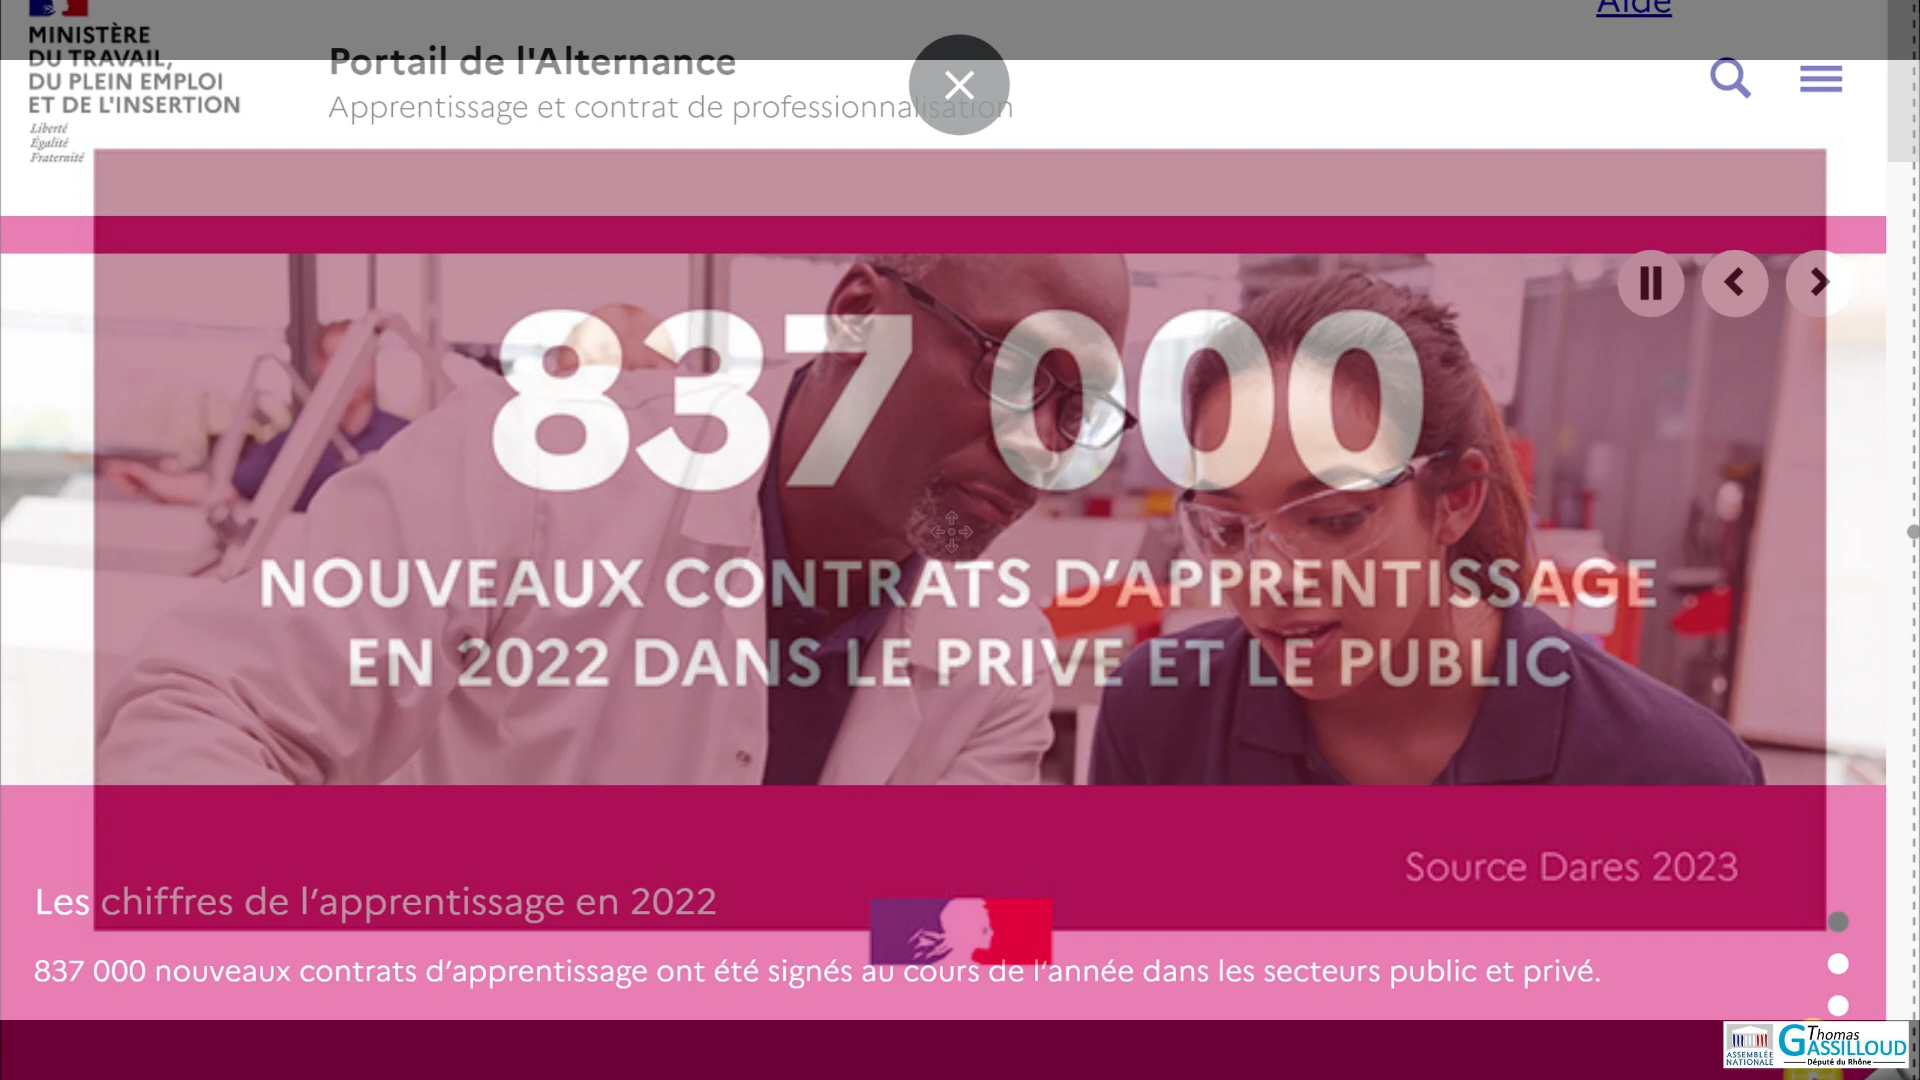 Aide
MINISTÈRE
DU TRAVAIL,
DU PLEIN EMPLOI
ET DE L'INSERTION
Liberté
Égalité
Fraternité
Portail de l'Alternance
Apprentissage et contrat de professionnalisation
837 000
NOUVEAUX CONTRATS D'APPRENTISSAGE
EN 2022 DANS LE PRIVE ET LE PUBLIC
Source Dares 2023
Les chiffres de l’apprentissage en 2022
837 000 nouveaux contrats d’apprentissage ont été signés au cours de l’année dans les secteurs public et privé.
ASSEMBLÉE
NATIONALE
Thomas
GASSILLOUD
Député du Rhône